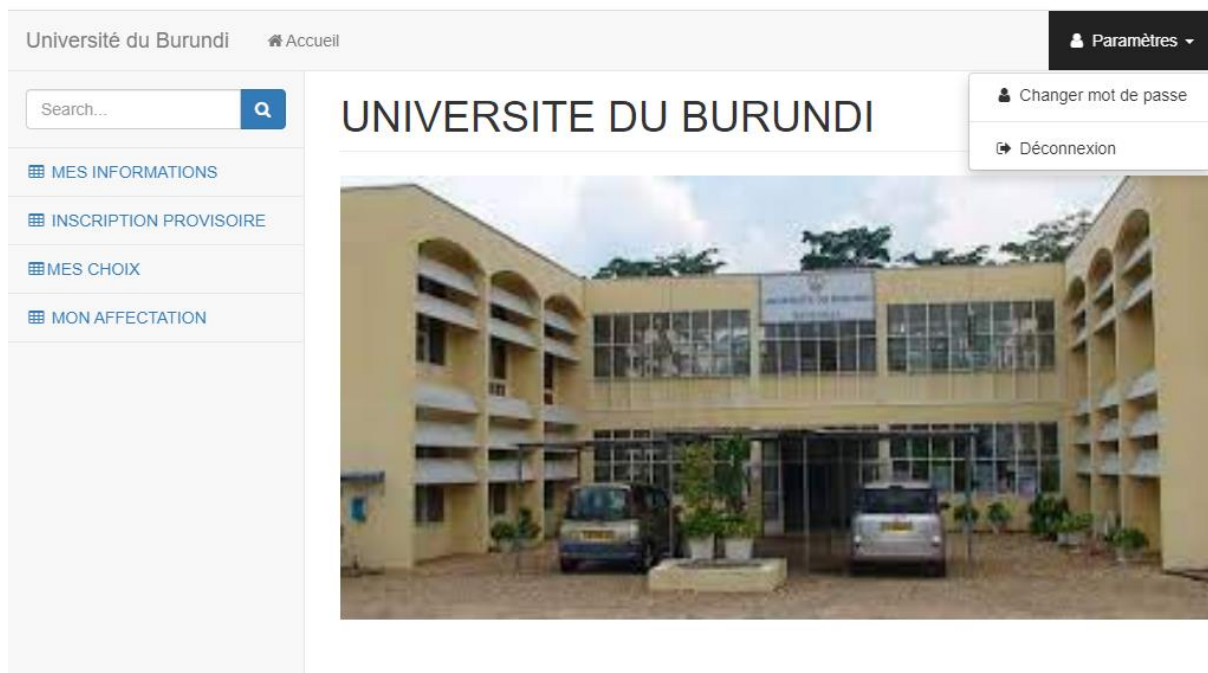 Université du Burundi
Accueil
Paramètres
Changer mot de passe
Déconnexion
Search...
MES INFORMATIONS
INSCRIPTION PROVISOIRE
MES CHOIX
MON AFFECTATION
UNIVERSITE DU BURUNDI